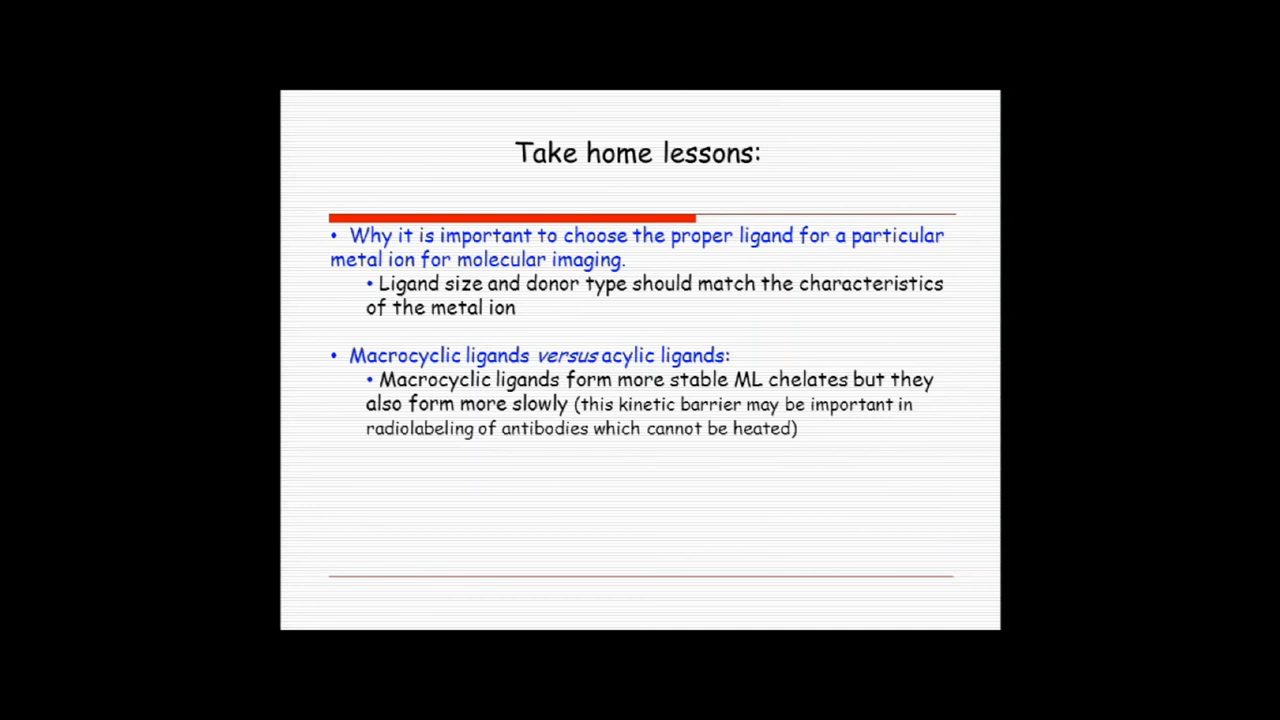 Take home lessons:
• Why it is important to choose the proper ligand for a particular
metal ion for molecular imaging.
• Ligand size and donor type should match the characteristics
of the metal ion
• Macrocyclic ligands versus acylic ligands:
• Macrocyclic ligands form more stable ML chelates but they
also form more slowly (this kinetic barrier may be important in
radiolabeling of antibodies which cannot be heated)